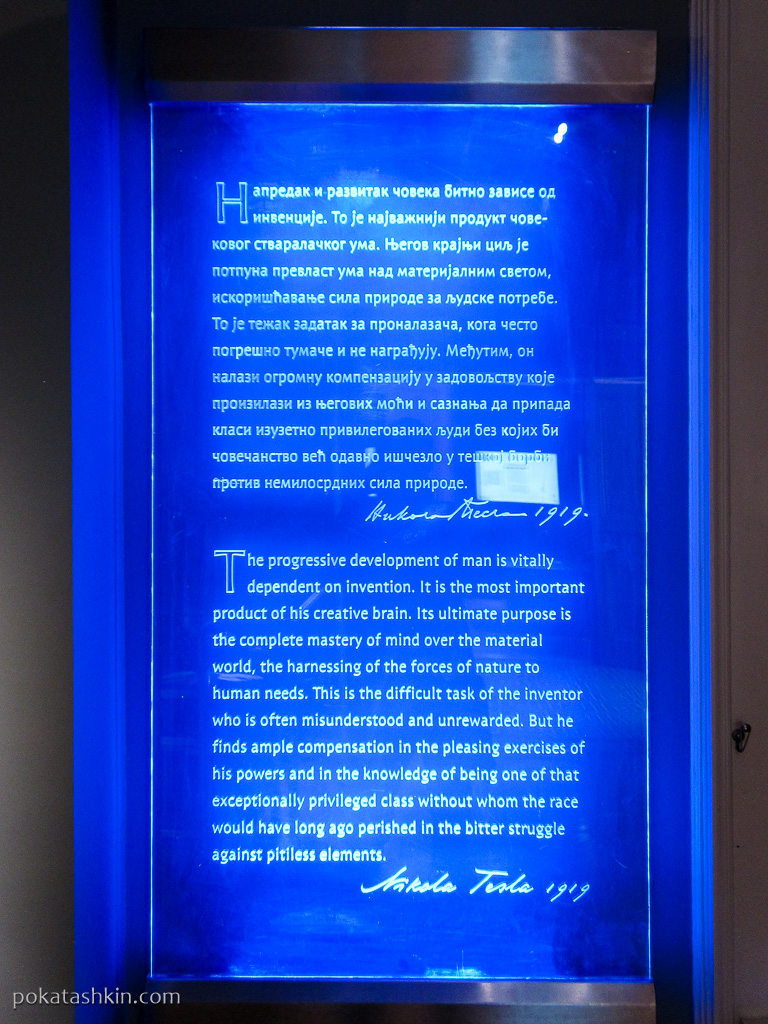 Напредак и развитак човека битно зависе од
инвенције. То је најважнији продукт чове-
ковог стваралачког ума. Његов крајњи циљ је
потпуна превласт ума над материјалним светом,
искоришћавање сила природе за људске потребе.
То је тежак задатак за проналазача, кога често
погрешно тумаче и не награђују. Међутим, он
налази огромну компензацију у задовољству које
произилази из његових моћи и сазнања да припада
класи изузетно привилегованих људи без којих би
човечанство већ одавно ишчезло у тешкој борби
против немилосрдних сила природе.
Никола Тесла 1919.
The progressive development of man is vitally
dependent on invention. It is the most important
product of his creative brain. Its ultimate purpose is
the complete mastery of mind over the material
world, the harnessing of the forces of nature to
human needs. This is the difficult task of the inventor
who is often misunderstood and unrewarded. But he
finds ample compensation in the pleasing exercises of
his powers and in the knowledge of being one of that
exceptionally privileged class without whom the race
would have long ago perished in the bitter struggle
against pitiless elements.
Nikola Tesla 1919
pokatashkin.com